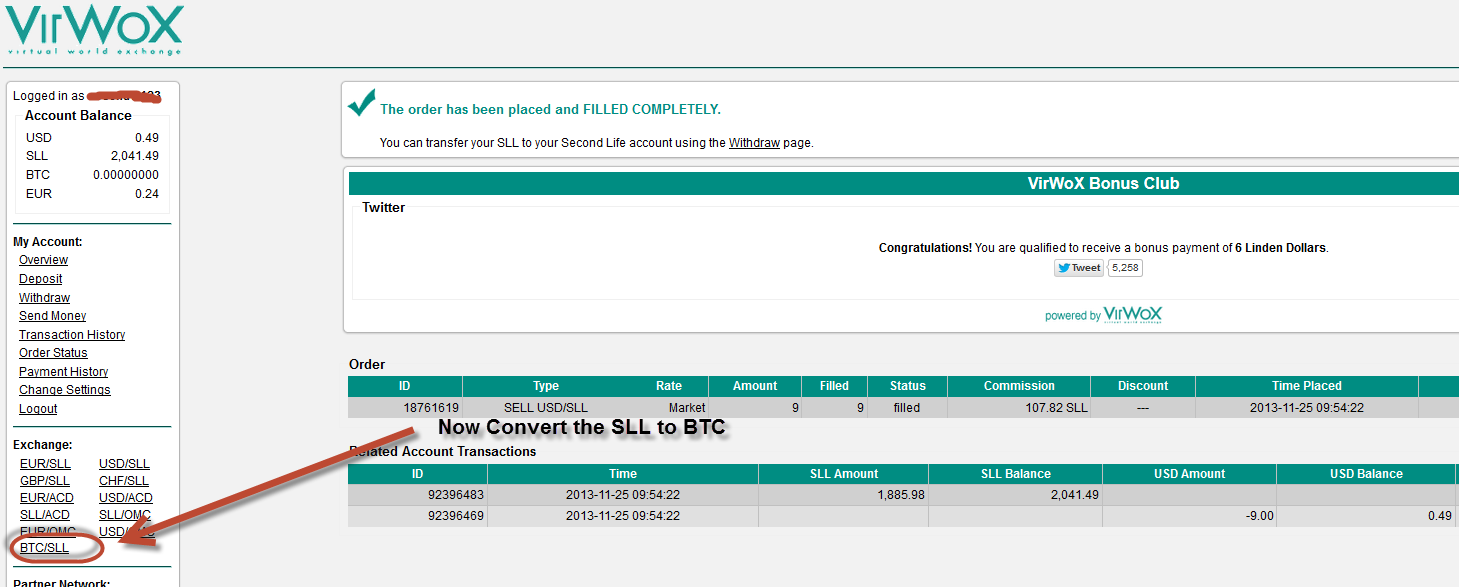 VirWoX
virtual world exchange
Logged in as
Account Balance
USD 0.49
SLL 2,041.49
BTC 0.00000000
EUR 0.24
My Account:
Overview
Deposit
Withdraw
Send Money
Transaction History
Order Status
Payment History
Change Settings
Logout
Exchange:
EUR/SLL USD/SLL
GBP/SLL CHF/SLL
EUR/ACD USD/ACD
SLL/ACD SLL/OMC
EUR/OMC USD/OMC
BTC/SLL
Partner Network:
The order has been placed and FILLED COMPLETELY.
You can transfer your SLL to your Second Life account using the Withdraw page.
VirWoX Bonus Club
Twitter
Congratulations! You are qualified to receive a bonus payment of 6 Linden Dollars.
Tweet 5,258
powered by VirWoX
Order
ID Type Rate Amount Filled Status Commission Discount Time Placed
18761619 SELL USD/SLL Market 9 9 filled 107.82 SLL --- 2013-11-25 09:54:22
Now Convert the SLL to BTC
Related Account Transactions
ID Time SLL Amount SLL Balance USD Amount USD Balance
92396483 2013-11-25 09:54:22 1,885.98 2,041.49
92396469 2013-11-25 09:54:22 -9.00 0.49